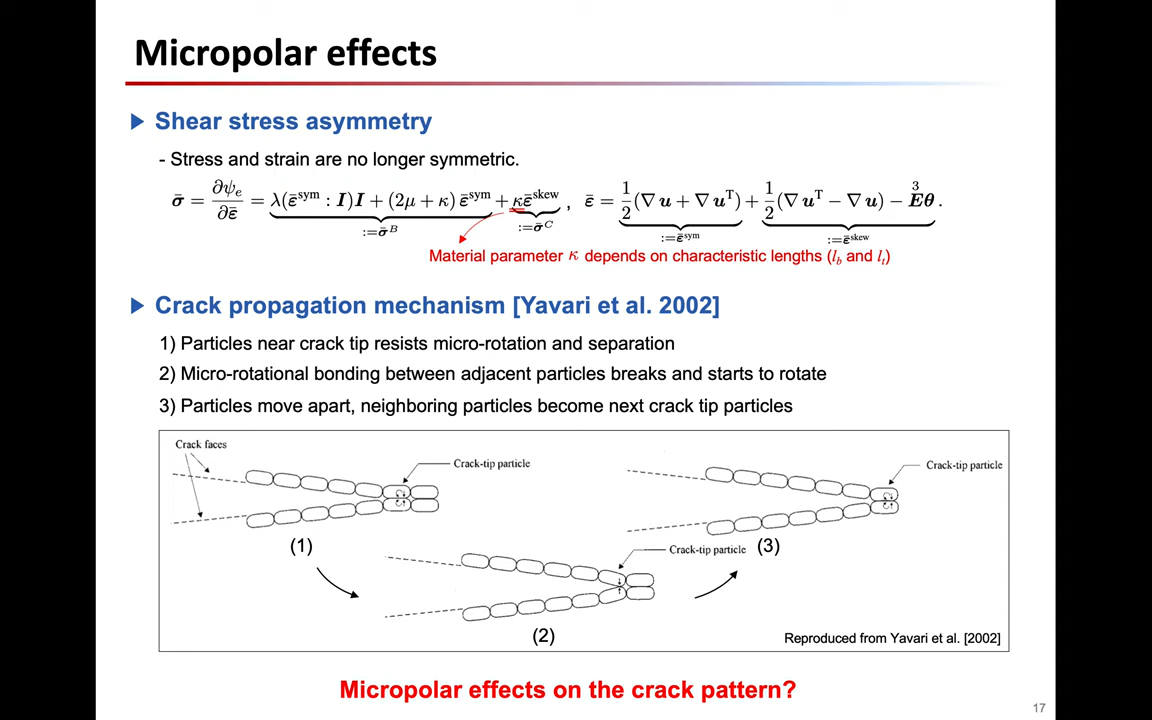 Micropolar effects
Shear stress asymmetry
- Stress and strain are no longer symmetric.
σ̄ = ∂ψₑ/∂ε̄ = λ(ε̄^sym : I)I + (2μ + κ) ε̄^sym + κε̄^skew , ε̄ = 1/2(∇u + ∇u^T) + 1/2(∇u^T − ∇u) − E³θ .
:=σ̄^B :=σ̄^C :=ε̄^sym :=ε̄^skew
Material parameter κ depends on characteristic lengths (l_b and l_t)
Crack propagation mechanism [Yavari et al. 2002]
1) Particles near crack tip resists micro-rotation and separation
2) Micro-rotational bonding between adjacent particles breaks and starts to rotate
3) Particles move apart, neighboring particles become next crack tip particles
Crack faces
Crack-tip particle
Crack-tip particle
(1)
Crack-tip particle
(3)
(2)
Reproduced from Yavari et al. [2002]
Micropolar effects on the crack pattern?
17